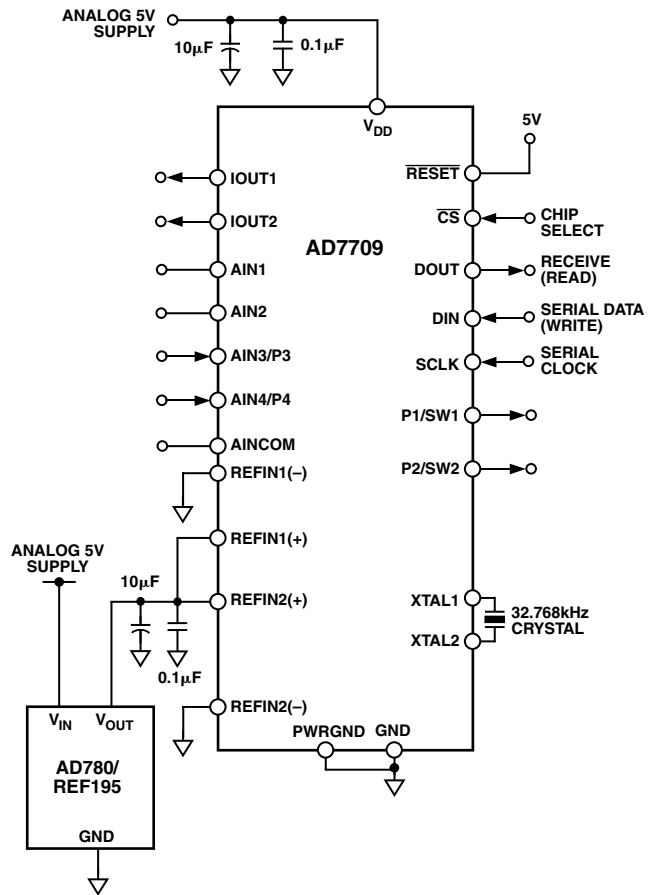 ANALOG 5V
SUPPLY
10μF
0.1μF
V_DD
5V
IOUT1
RESET
IOUT2
CS
CHIP
SELECT
AD7709
AIN1
DOUT
RECEIVE
(READ)
AIN2
DIN
SERIAL DATA
(WRITE)
AIN3/P3
SCLK
SERIAL
CLOCK
AIN4/P4
P1/SW1
AINCOM
P2/SW2
REFIN1(–)
REFIN1(+)
ANALOG 5V
SUPPLY
10μF
REFIN2(+)
XTAL1
32.768kHz
CRYSTAL
XTAL2
0.1μF
REFIN2(–)
V_IN
V_OUT
PWRGND
GND
AD780/
REF195
GND